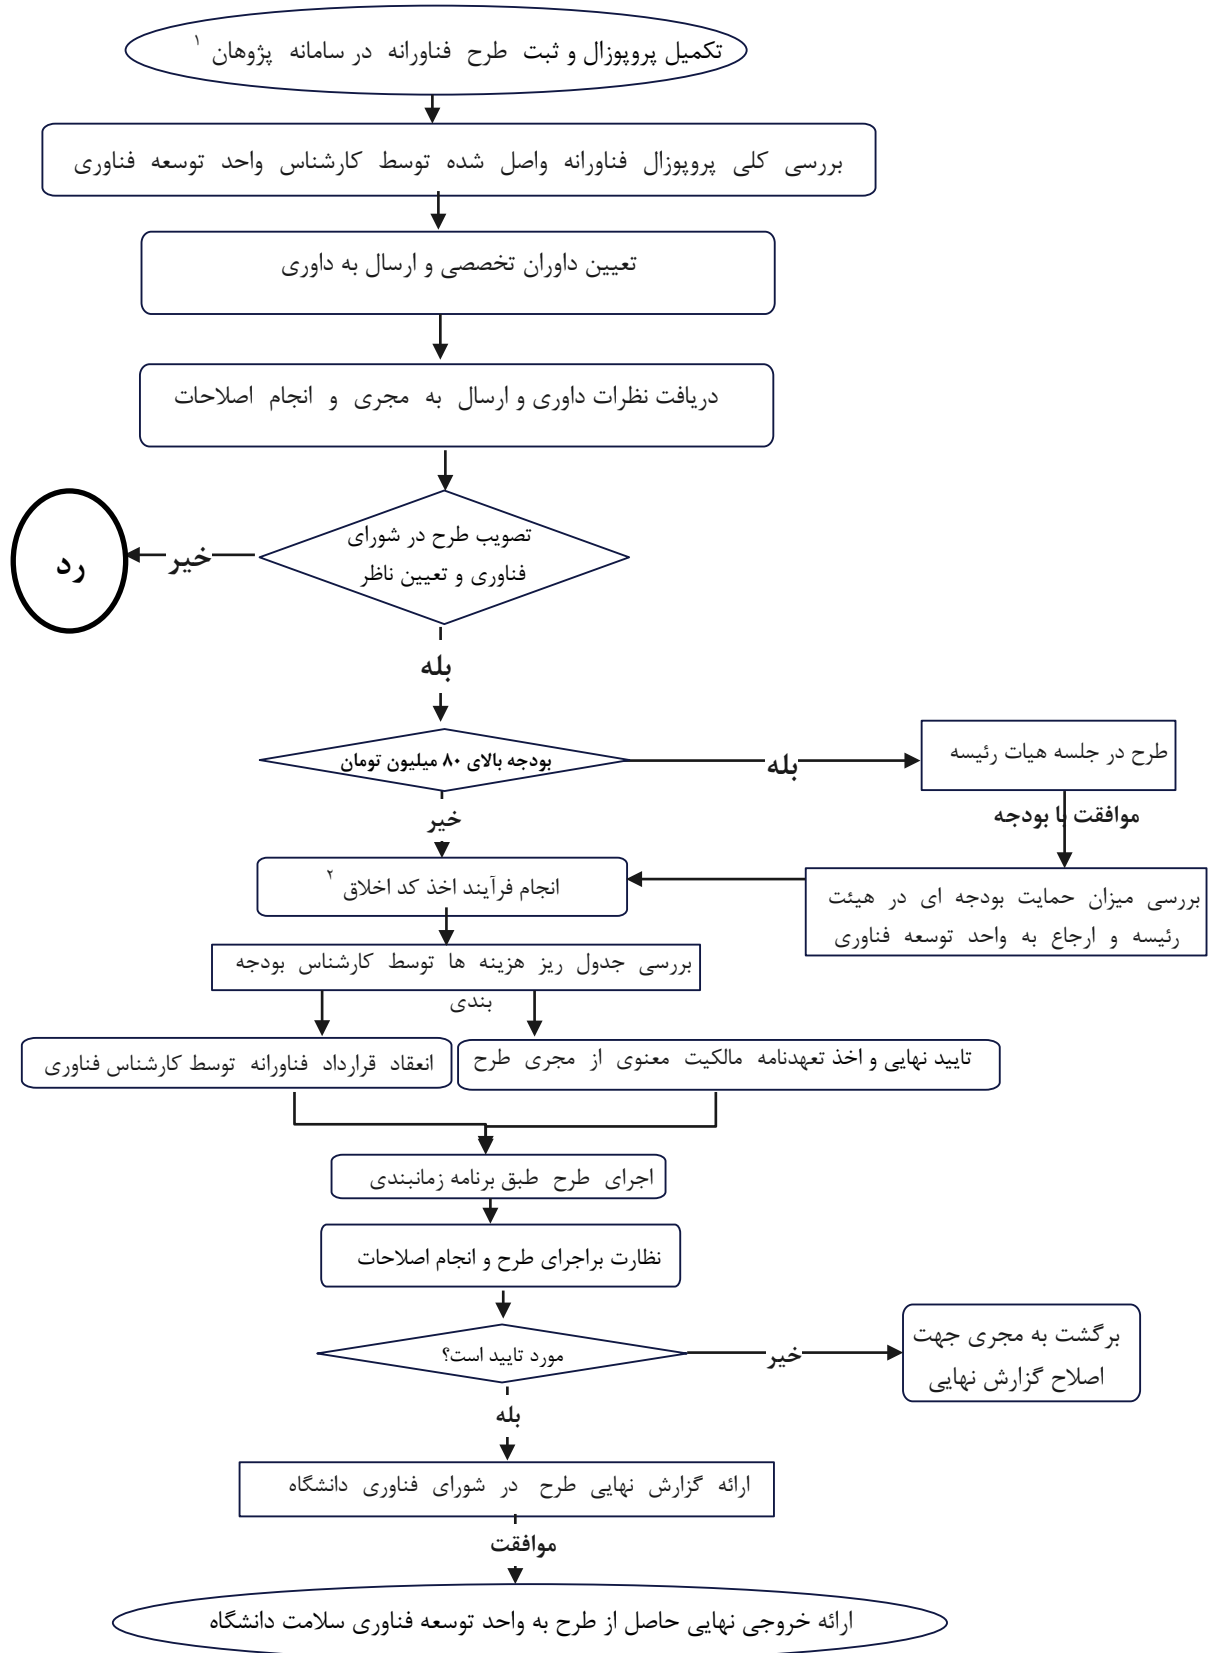 تکمیل پروپوزال و ثبت طرح فناورانه در سامانه پژوهان ۱
بررسی کلی پروپوزال فناورانه واصل شده توسط کارشناس واحد توسعه فناوری
تعیین داوران تخصصی و ارسال به داوری
دریافت نظرات داوری و ارسال به مجری و انجام اصلاحات
تصویب طرح در شورای
فناوری و تعیین ناظر
خیر
رد
بله
بودجه بالای ۸۰ میلیون تومان
بله
طرح در جلسه هیات رئیسه
موافقت با بودجه
خیر
بررسی میزان حمایت بودجه ای در هیئت
رئیسه و ارجاع به واحد توسعه فناوری
انجام فرآیند اخذ کد اخلاق ۲
بررسی جدول ریز هزینه ها توسط کارشناس بودجه
بندی
تایید نهایی و اخذ تعهدنامه مالکیت معنوی از مجری طرح
انعقاد قرارداد فناورانه توسط کارشناس فناوری
اجرای طرح طبق برنامه زمانبندی
نظارت براجرای طرح و انجام اصلاحات
مورد تایید است؟
خیر
برگشت به مجری جهت
اصلاح گزارش نهایی
بله
ارائه گزارش نهایی طرح در شورای فناوری دانشگاه
موافقت
ارائه خروجی نهایی حاصل از طرح به واحد توسعه فناوری سلامت دانشگاه